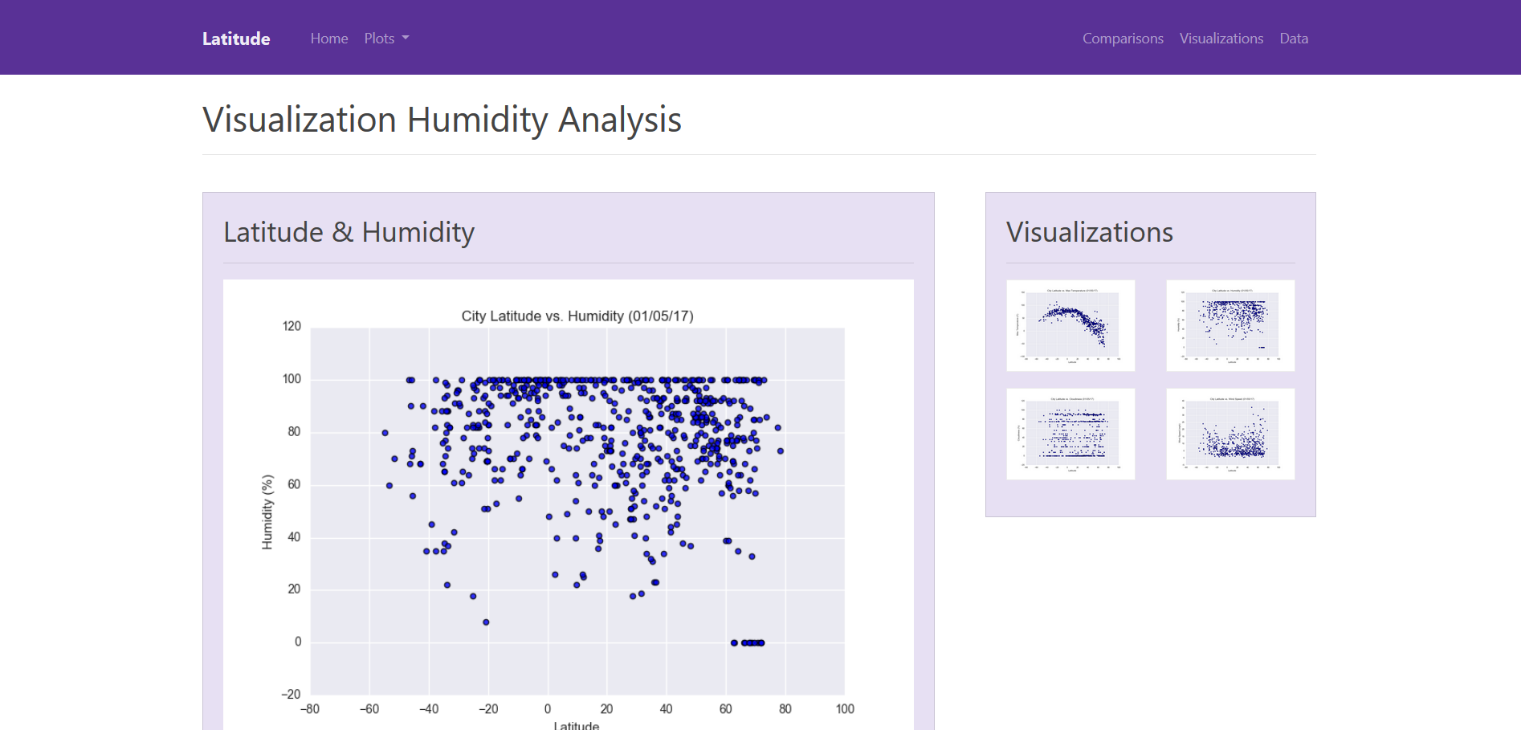 Latitude Home Plots Comparisons Visualizations Data
Visualization Humidity Analysis
Latitude & Humidity
City Latitude vs. Humidity (01/05/17)
120
100
80
60
40
20
0
−20
Humidity (%)
−80 −60 −40 −20 0 20 40 60 80 100
Latitude
Visualizations